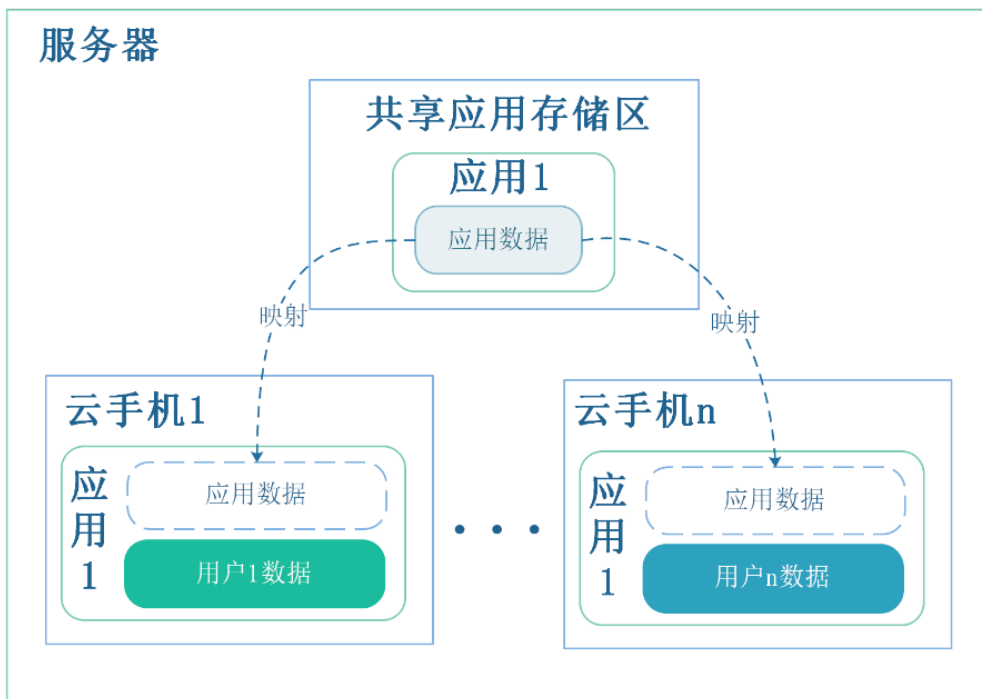 服务器
共享应用存储区
应用1
应用数据
映射
映射
云手机1
应用1
应用数据
用户1数据
云手机n
应用1
应用数据
用户n数据